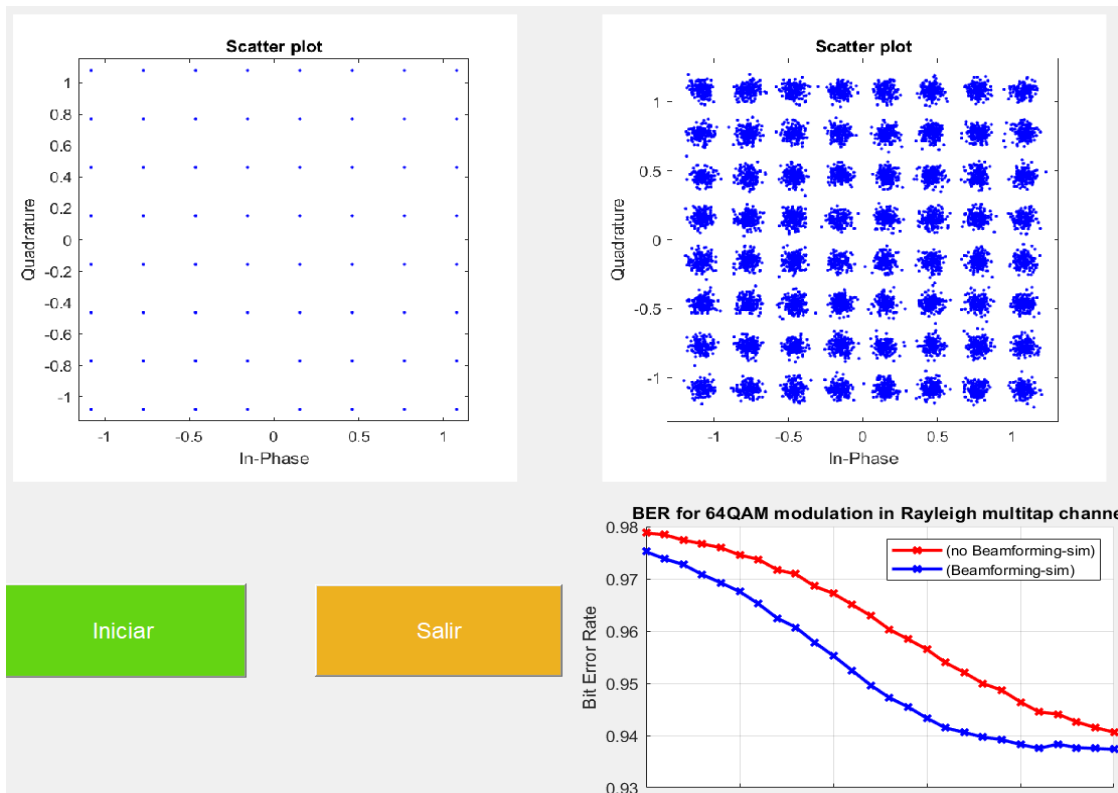 Scatter plot
1
0.8
0.6
0.4
0.2
0
-0.2
-0.4
-0.6
-0.8
-1
Quadrature
-1
-0.5
0
0.5
1
In-Phase
Scatter plot
1
0.5
0
-0.5
-1
Quadrature
-1
-0.5
0
0.5
1
In-Phase
Iniciar
Salir
BER for 64QAM modulation in Rayleigh multitap channe
0.98
0.97
0.96
0.95
0.94
0.93
Bit Error Rate
(no Beamforming-sim)
(Beamforming-sim)